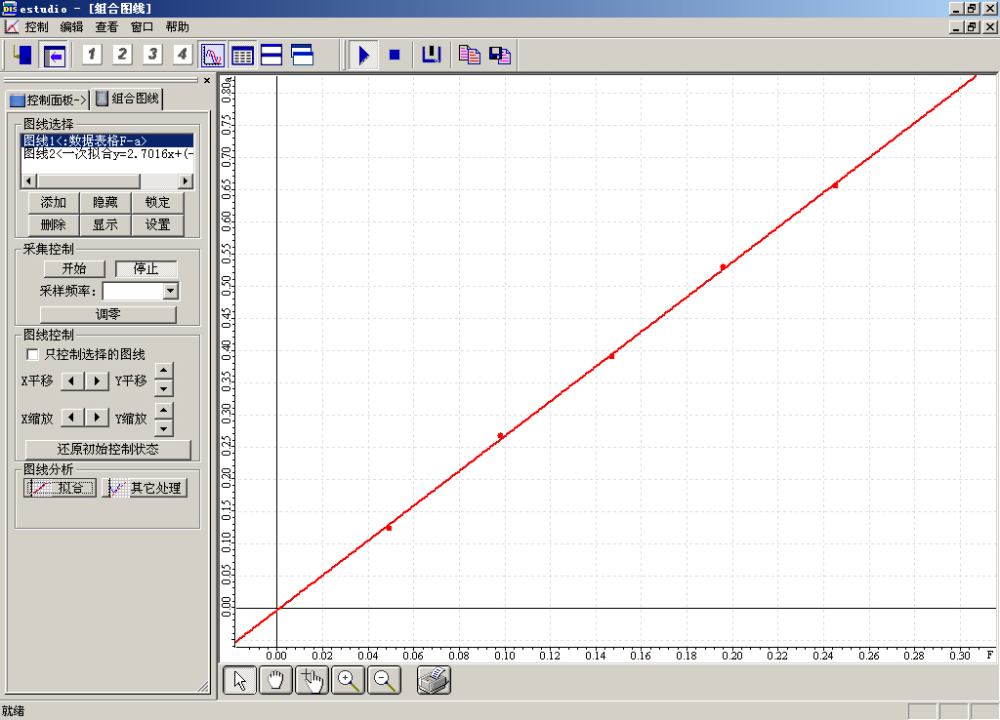 estudio - [组合图线]
控制 编辑 查看 窗口 帮助
1 2 3 4
控制面板-> 组合图线
图线选择
图线1<:数据表格F-a>
图线2<一次拟合y=2.7016x+(-
添加 隐藏 锁定
删除 显示 设置
采集控制
开始 停止
采样频率:
调零
图线控制
只控制选择的图线
X平移 Y平移
X缩放 Y缩放
还原初始控制状态
图线分析
拟合 其它处理
a
0.80
0.75
0.70
0.65
0.60
0.55
0.50
0.45
0.40
0.35
0.30
0.25
0.20
0.15
0.10
0.05
0.00
0.00 0.02 0.04 0.06 0.08 0.10 0.12 0.14 0.16 0.18 0.20 0.22 0.24 0.26 0.28 0.30 F
就绪